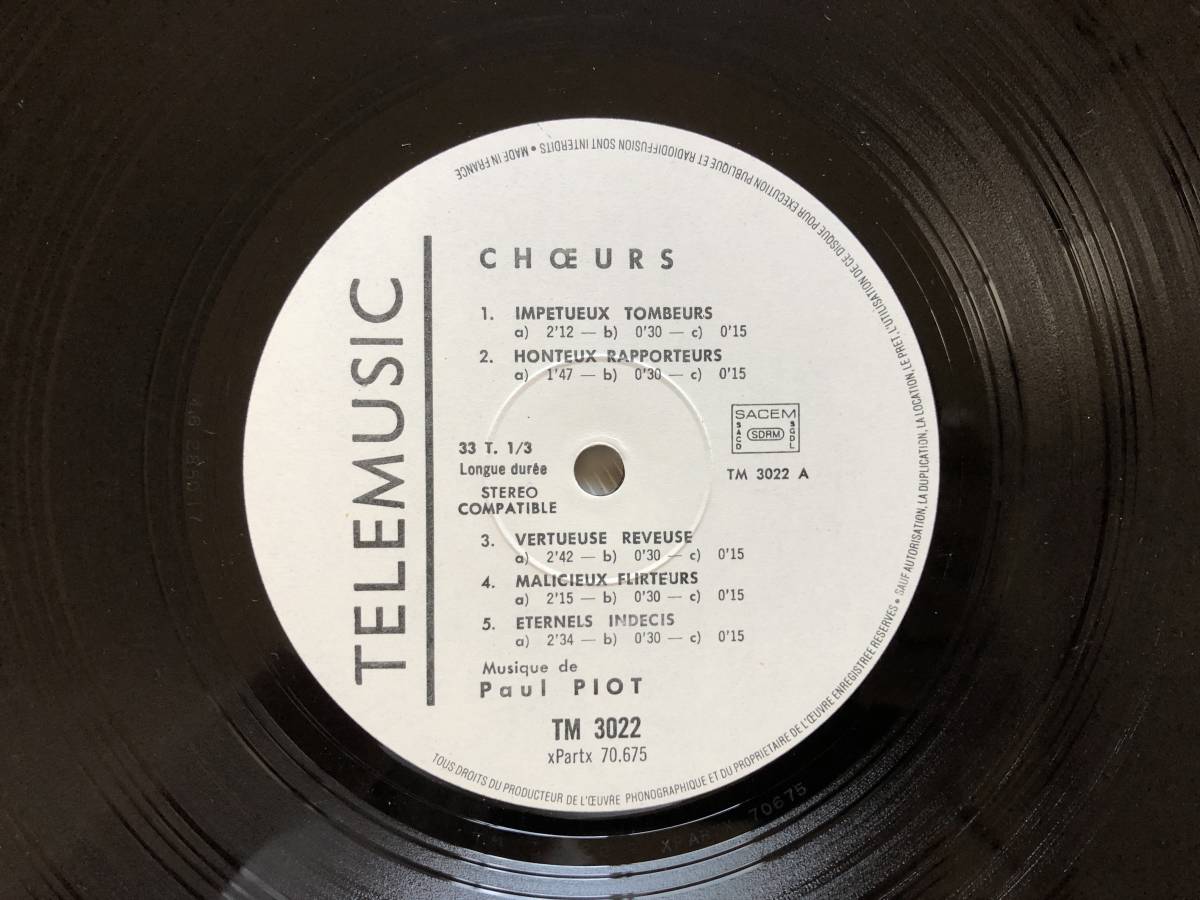 TELEMUSIC
CHŒURS
1. IMPETUEUX TOMBEURS
a) 2'12 — b) 0'30 — c) 0'15
2. HONTEUX RAPPORTEURS
a) 1'47 — b) 0'30 — c) 0'15
33 T. 1/3
Longue durée
STEREO
COMPATIBLE
SACEM
SACD
SDRM
SGDL
TM 3022 A
3. VERTUEUSE REVEUSE
a) 2'42 — b) 0'30 — c) 0'15
4. MALICIEUX FLIRTEURS
a) 2'15 — b) 0'30 — c) 0'15
5. ETERNELS INDECIS
a) 2'34 — b) 0'30 — c) 0'15
Musique de
Paul PIOT
TM 3022
xPartx 70.675
TOUS DROITS DU PRODUCTEUR DE L'ŒUVRE PHONOGRAPHIQUE ET DU PROPRIETAIRE DE L'ŒUVRE ENREGISTREE RESERVES • SAUF AUTORISATION, LA DUPLICATION, LA LOCATION, LE PRET, L'UTILISATION DE CE DISQUE POUR EXECUTION PUBLIQUE ET RADIODIFFUSION SONT INTERDITS • MADE IN FRANCE
70675